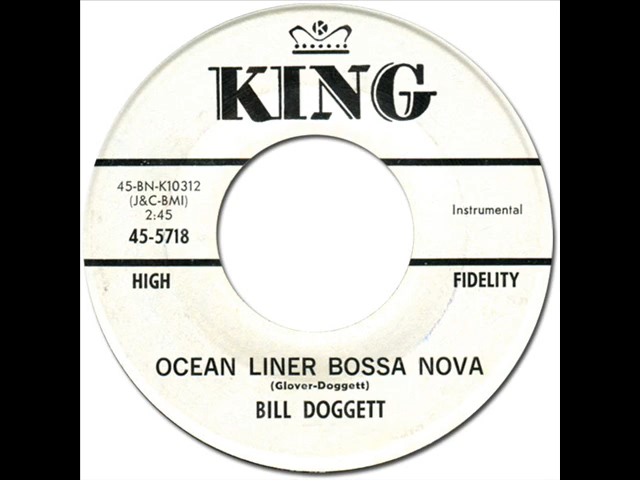 K
KING
45-BN-K10312
(J&C-BMI)
2:45
45-5718
Instrumental
HIGH FIDELITY
OCEAN LINER BOSSA NOVA
(Glover-Doggett)
BILL DOGGETT